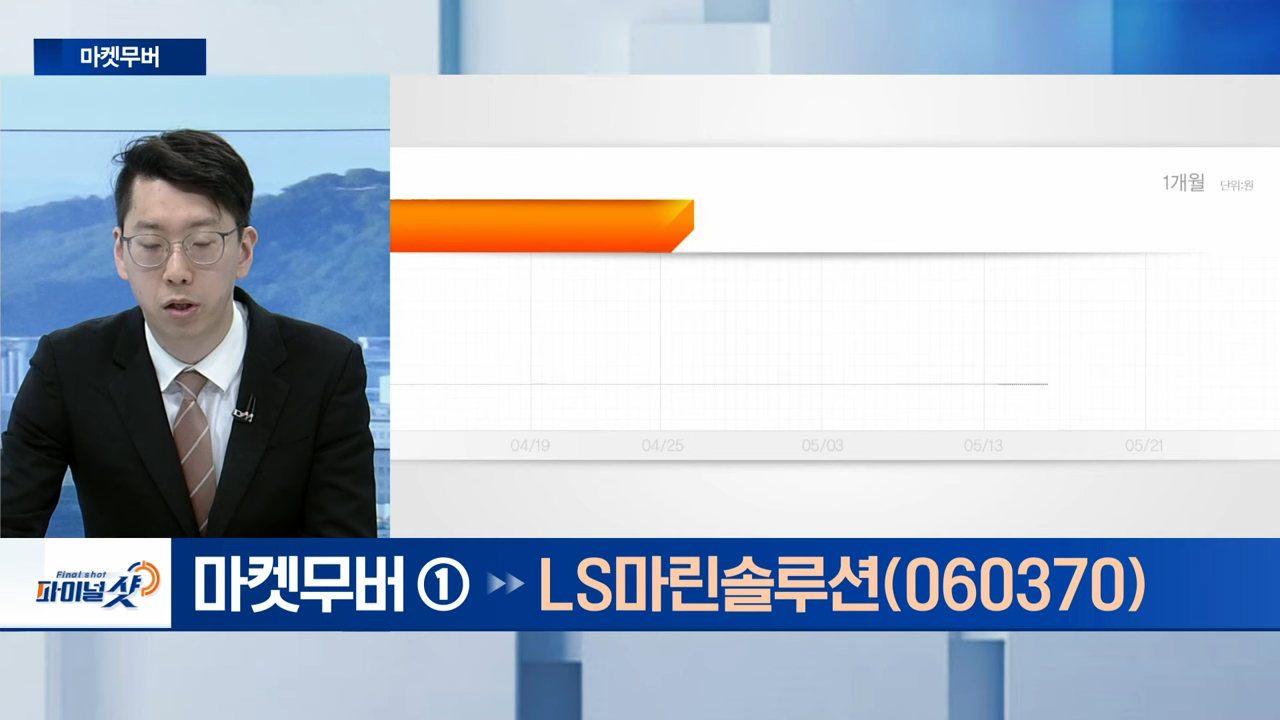 마켓무버
1개월 단위:원
04/19 04/25 05/03 05/13 05/21
Final shot
파이널샷
마켓무버 ① LS마린솔루션(060370)